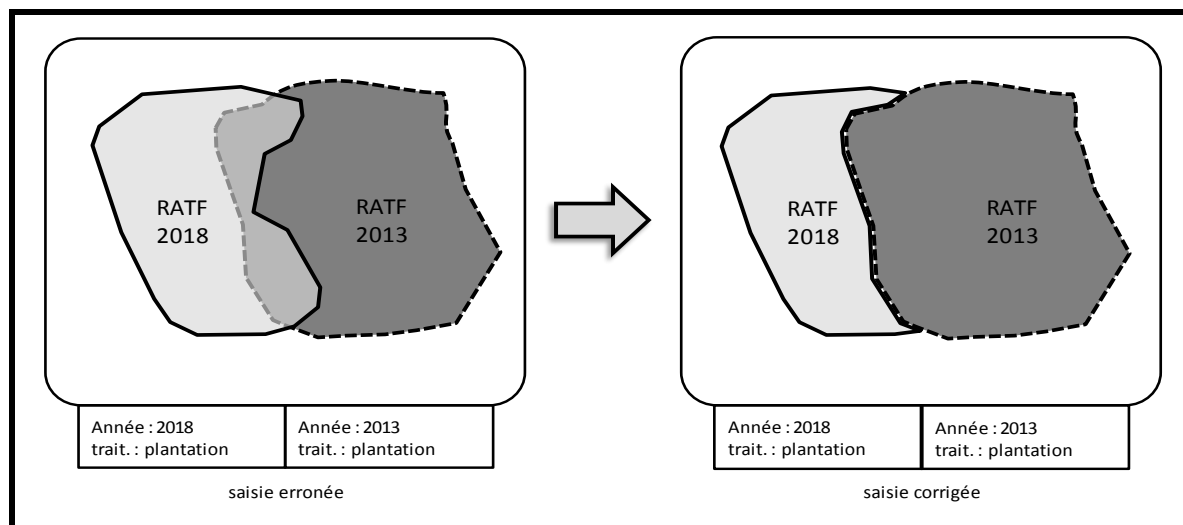 RATF
2018
RATF
2013
Année : 2018
trait. : plantation
Année : 2013
trait. : plantation
saisie erronée
RATF
2018
RATF
2013
Année : 2018
trait. : plantation
Année : 2013
trait. : plantation
saisie corrigée